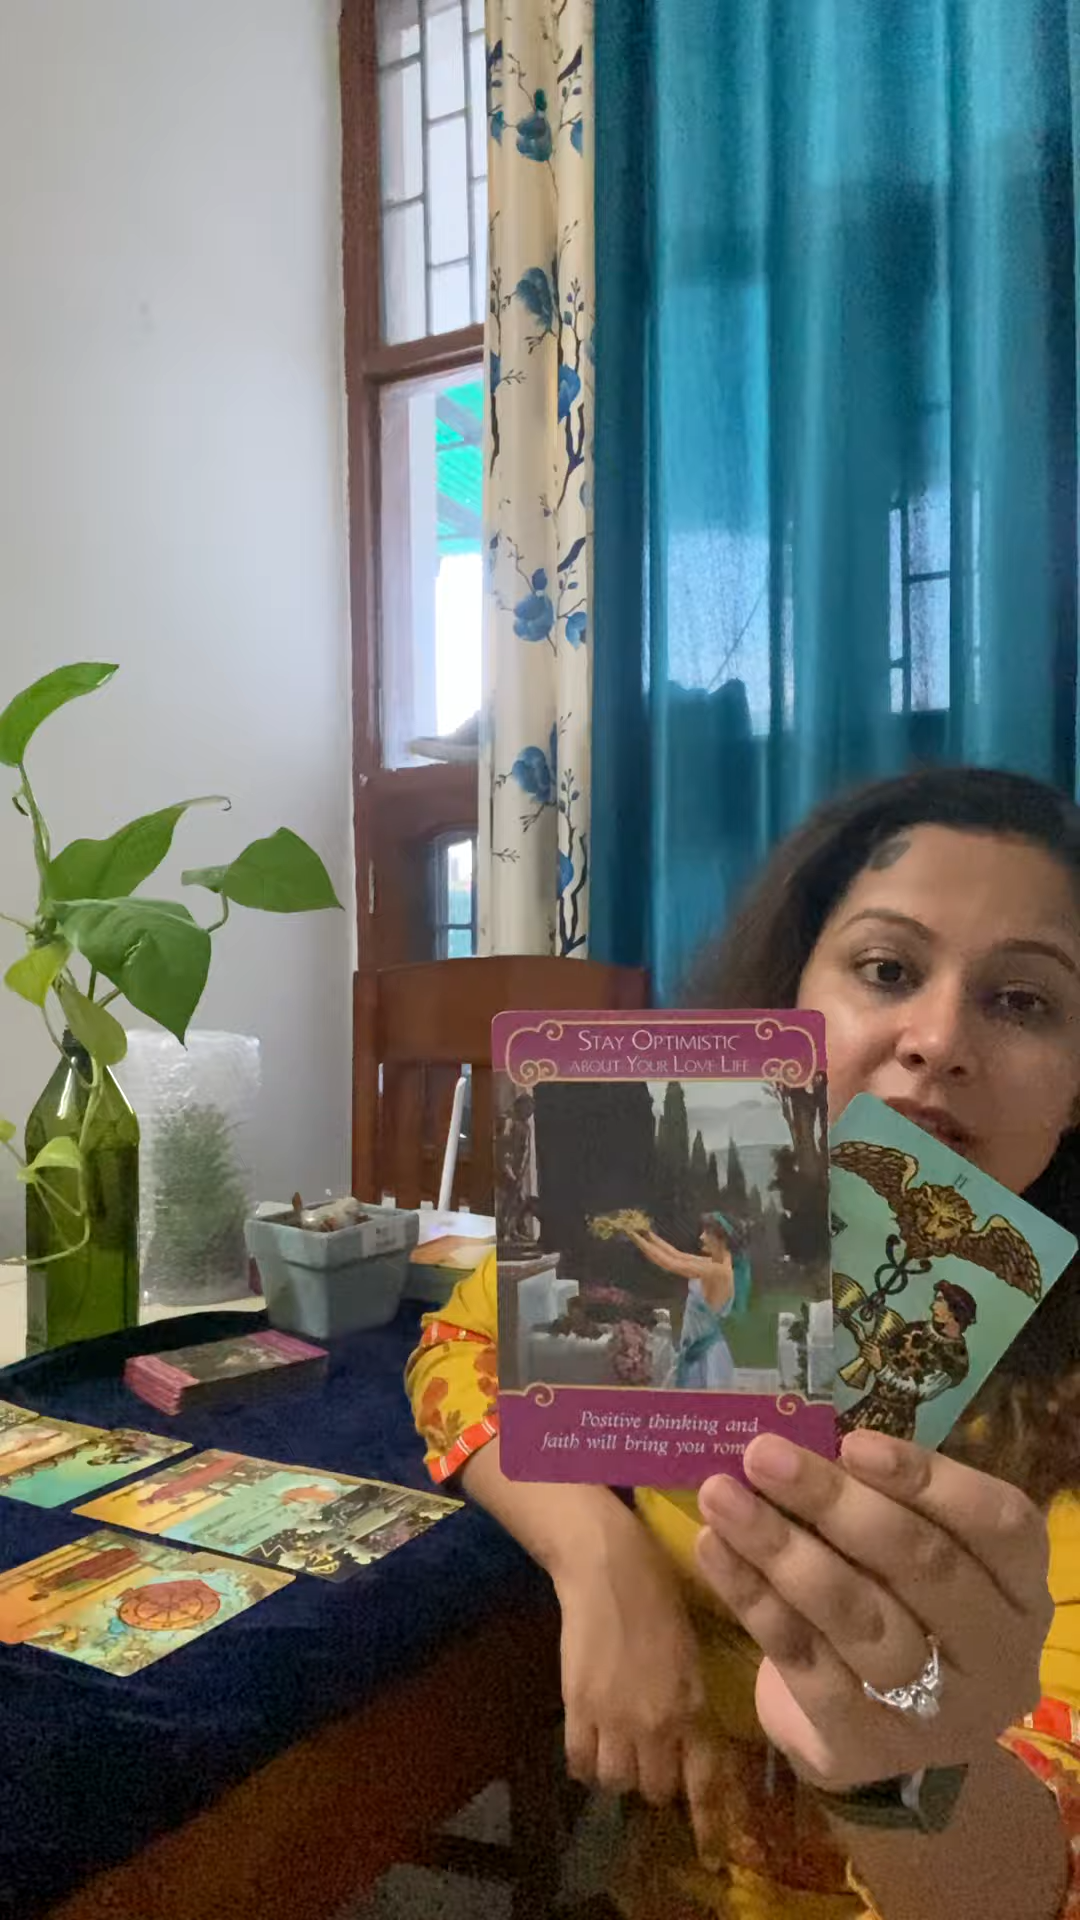 STAY OPTIMISTIC
ABOUT YOUR LOVE LIFE
II
Positive thinking and
faith will bring you